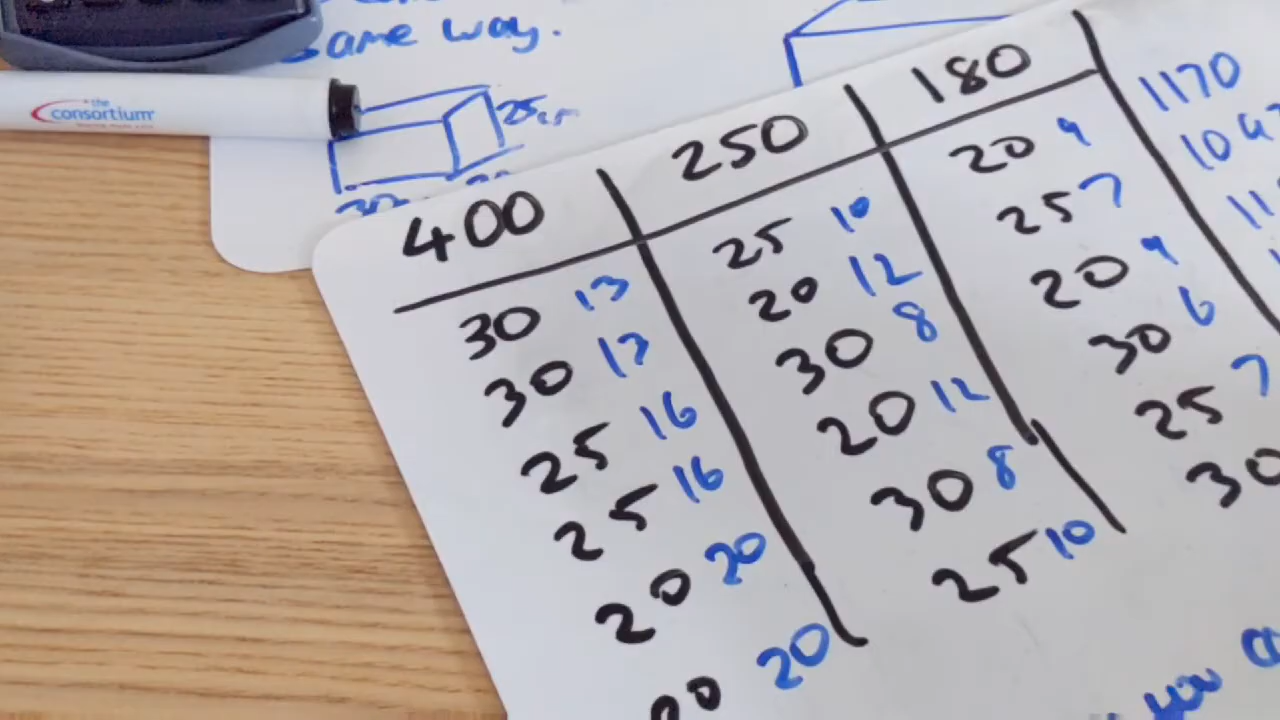 same way.
the
consortium
25cm
400 250 180
30 13 25 10 20 9 1170
30 13 20 12 25 7
25 16 30 8 20 9
25 16 20 12 30 6
20 20 30 8 25 7
20 25 10 30
you